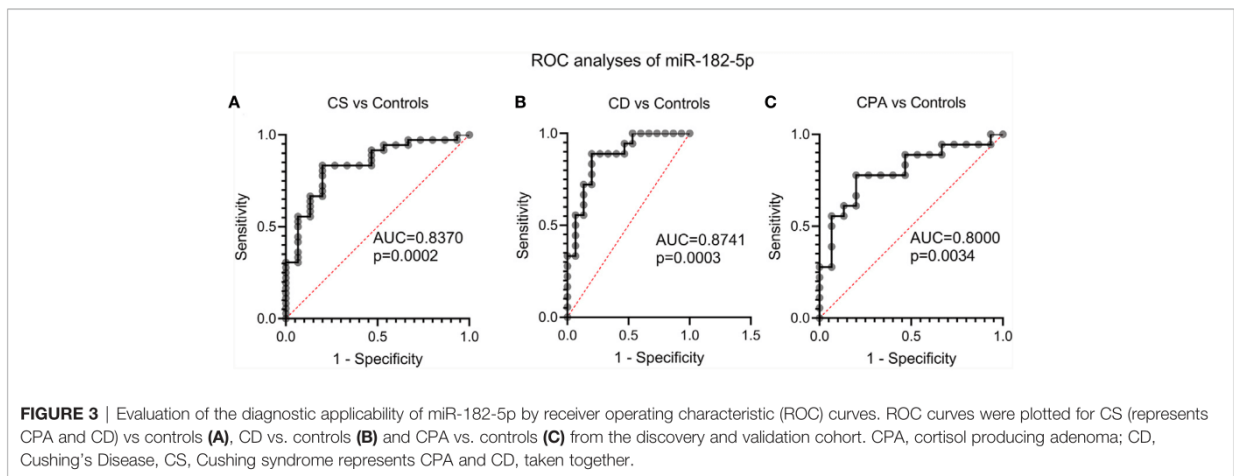 ROC analyses of miR-182-5p
A
CS vs Controls
1.0
0.5
0.0
Sensitivity
AUC=0.8370
p=0.0002
0.0 0.5 1.0
1 - Specificity
B
CD vs Controls
1.0
0.5
0.0
Sensitivity
AUC=0.8741
p=0.0003
0.0 0.5 1.0 1.5
1 - Specificity
C
CPA vs Controls
1.0
0.5
0.0
Sensitivity
AUC=0.8000
p=0.0034
0.0 0.5 1.0
1 - Specificity
FIGURE 3 | Evaluation of the diagnostic applicability of miR-182-5p by receiver operating characteristic (ROC) curves. ROC curves were plotted for CS (represents
CPA and CD) vs controls (A), CD vs. controls (B) and CPA vs. controls (C) from the discovery and validation cohort. CPA, cortisol producing adenoma; CD,
Cushing's Disease, CS, Cushing syndrome represents CPA and CD, taken together.